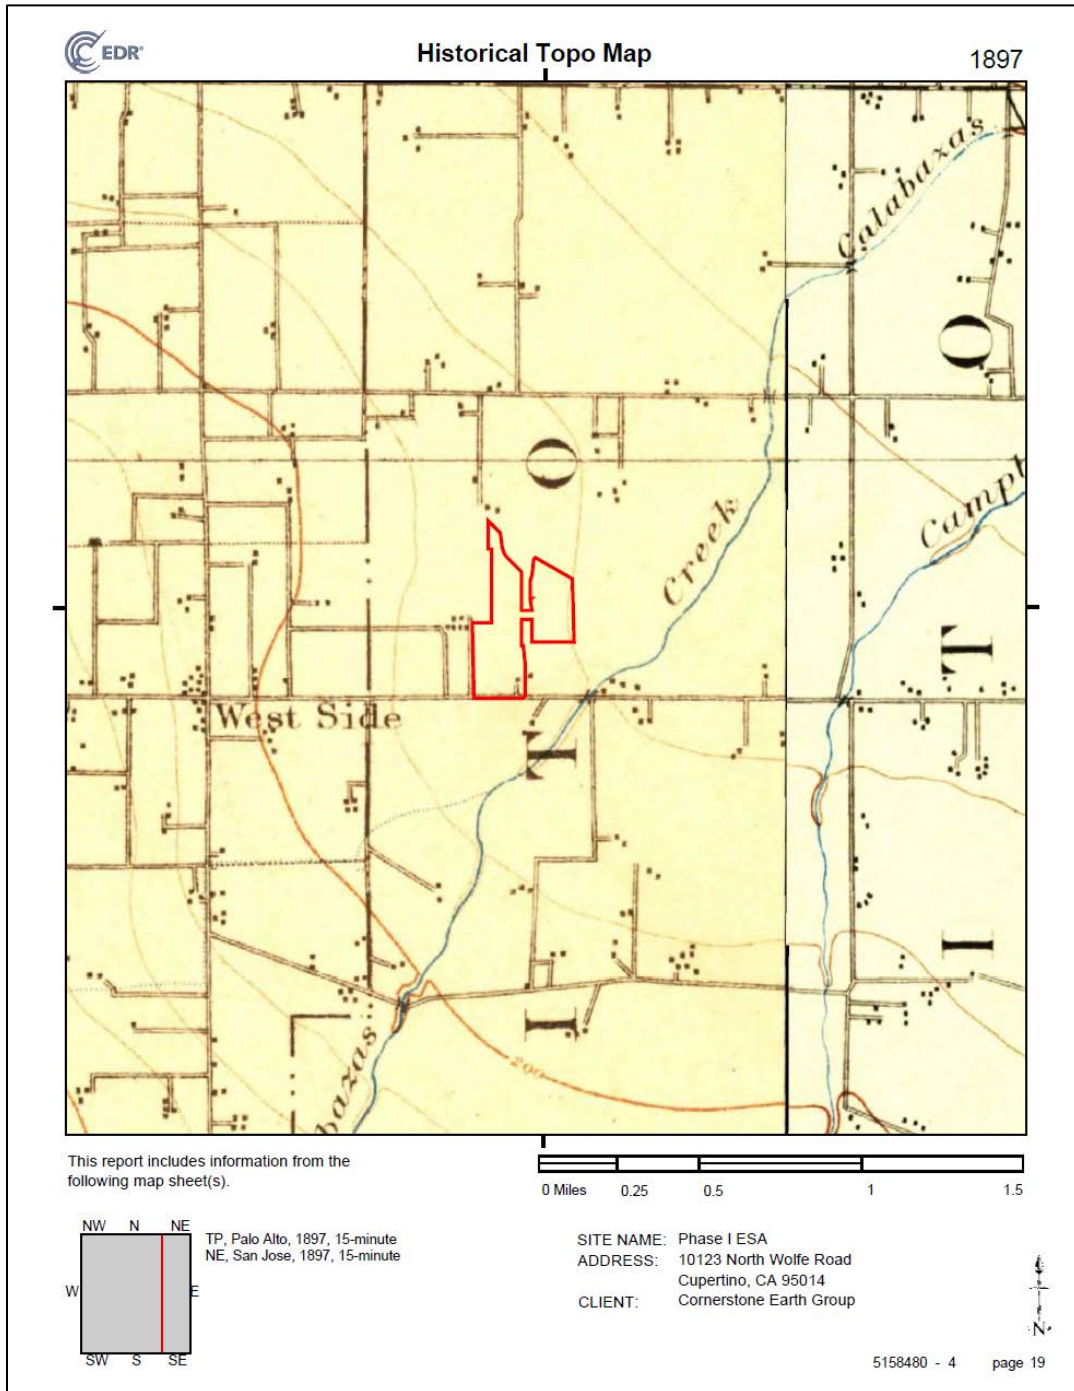 EDR®
Historical Topo Map
1897
Calabazas
O
O
Creek
Campb
T
West Side
T
I
I
bazas
200
This report includes information from the
following map sheet(s).
0 Miles 0.25 0.5 1 1.5
NW N NE
W E
SW S SE
TP, Palo Alto, 1897, 15-minute
NE, San Jose, 1897, 15-minute
SITE NAME: Phase I ESA
ADDRESS: 10123 North Wolfe Road
Cupertino, CA 95014
CLIENT: Cornerstone Earth Group
N
5158480 - 4 page 19